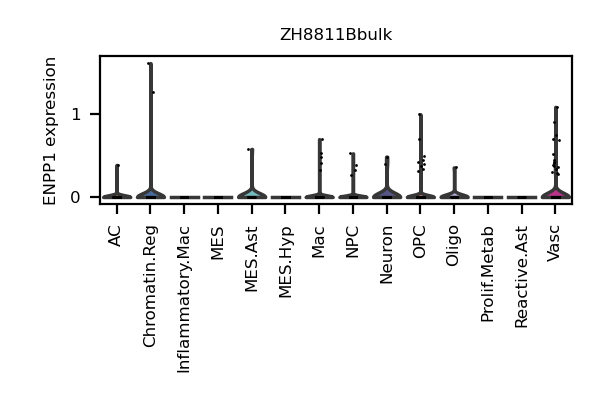 ZH8811Bbulk
ENPP1 expression
1
0
AC
Chromatin.Reg
Inflammatory.Mac
MES
MES.Ast
MES.Hyp
Mac
NPC
Neuron
OPC
Oligo
Prolif.Metab
Reactive.Ast
Vasc